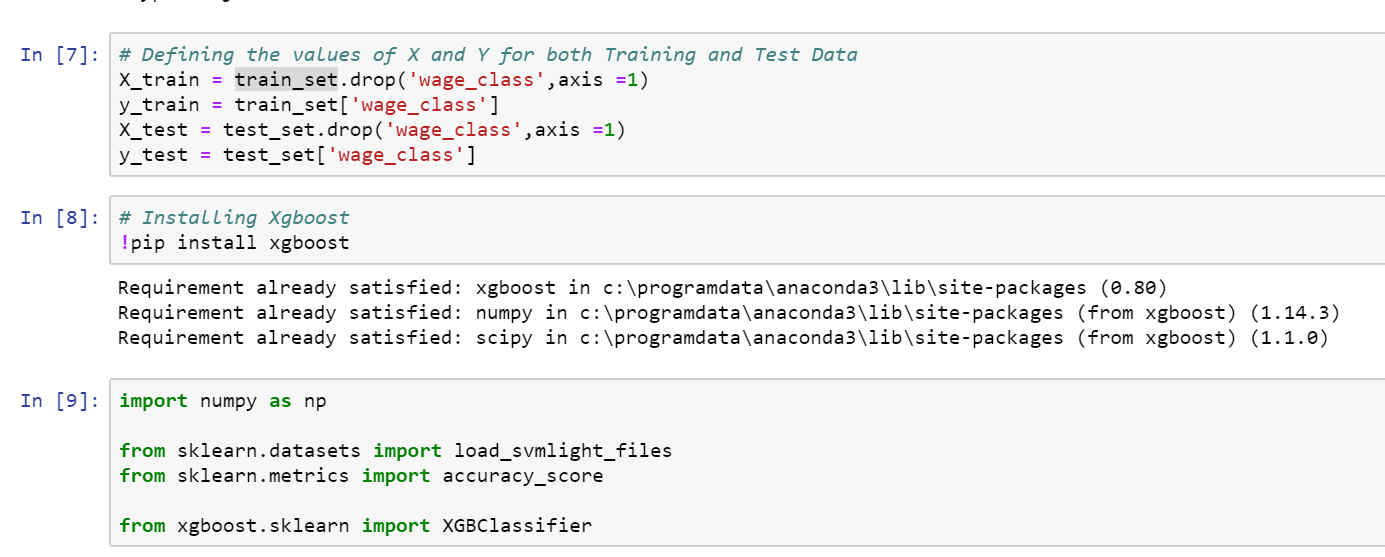 In [7]: # Defining the values of X and Y for both Training and Test Data
X_train = train_set.drop('wage_class',axis =1)
y_train = train_set['wage_class']
X_test = test_set.drop('wage_class',axis =1)
y_test = test_set['wage_class']
In [8]: # Installing Xgboost
!pip install xgboost
Requirement already satisfied: xgboost in c:\programdata\anaconda3\lib\site-packages (0.80)
Requirement already satisfied: numpy in c:\programdata\anaconda3\lib\site-packages (from xgboost) (1.14.3)
Requirement already satisfied: scipy in c:\programdata\anaconda3\lib\site-packages (from xgboost) (1.1.0)
In [9]: import numpy as np
from sklearn.datasets import load_svmlight_files
from sklearn.metrics import accuracy_score
from xgboost.sklearn import XGBClassifier